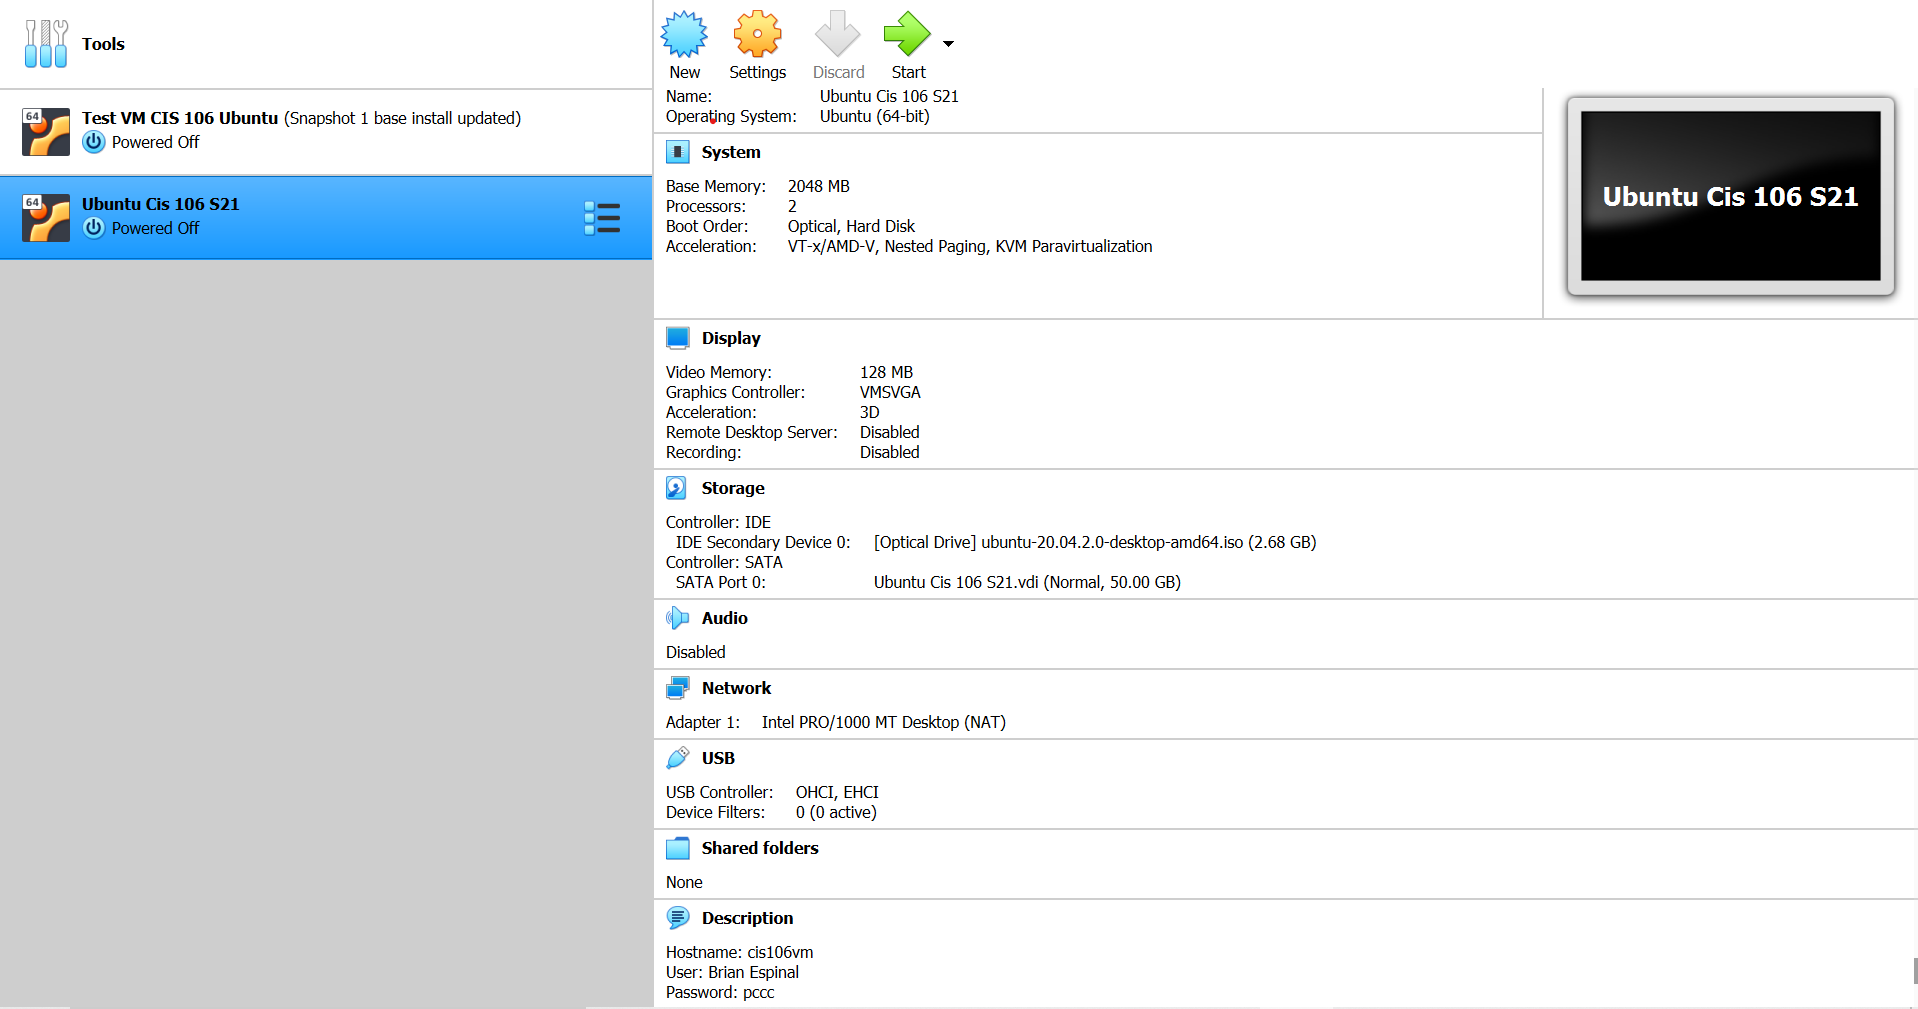 Tools
64
Test VM CIS 106 Ubuntu (Snapshot 1 base install updated)
Powered Off
64
Ubuntu Cis 106 S21
Powered Off
New Settings Discard Start
Name: Ubuntu Cis 106 S21
Operating System: Ubuntu (64-bit)
System
Base Memory: 2048 MB
Processors: 2
Boot Order: Optical, Hard Disk
Acceleration: VT-x/AMD-V, Nested Paging, KVM Paravirtualization
Ubuntu Cis 106 S21
Display
Video Memory: 128 MB
Graphics Controller: VMSVGA
Acceleration: 3D
Remote Desktop Server: Disabled
Recording: Disabled
Storage
Controller: IDE
IDE Secondary Device 0: [Optical Drive] ubuntu-20.04.2.0-desktop-amd64.iso (2.68 GB)
Controller: SATA
SATA Port 0: Ubuntu Cis 106 S21.vdi (Normal, 50.00 GB)
Audio
Disabled
Network
Adapter 1: Intel PRO/1000 MT Desktop (NAT)
USB
USB Controller: OHCI, EHCI
Device Filters: 0 (0 active)
Shared folders
None
Description
Hostname: cis106vm
User: Brian Espinal
Password: pccc